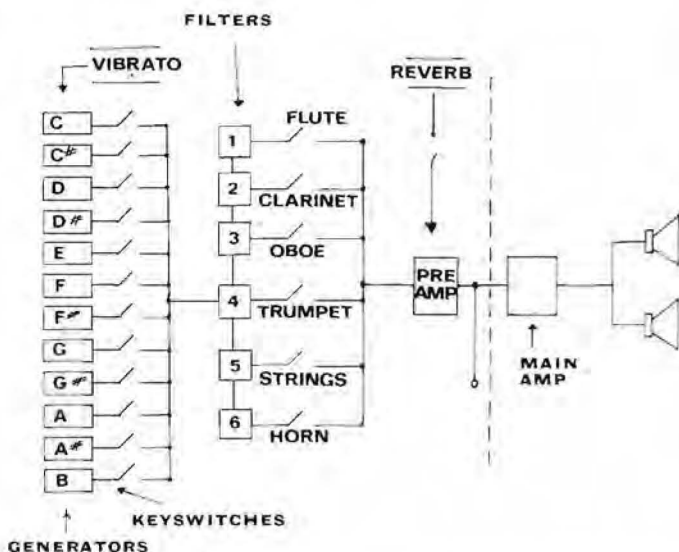 FILTERS
VIBRATO
REVERB
C
C#
D
D#
E
F
F#
G
G#
A
A#
B
1
2
3
4
5
6
FLUTE
CLARINET
OBOE
TRUMPET
STRINGS
HORN
PRE
AMP
MAIN
AMP
KEYSWITCHES
GENERATORS